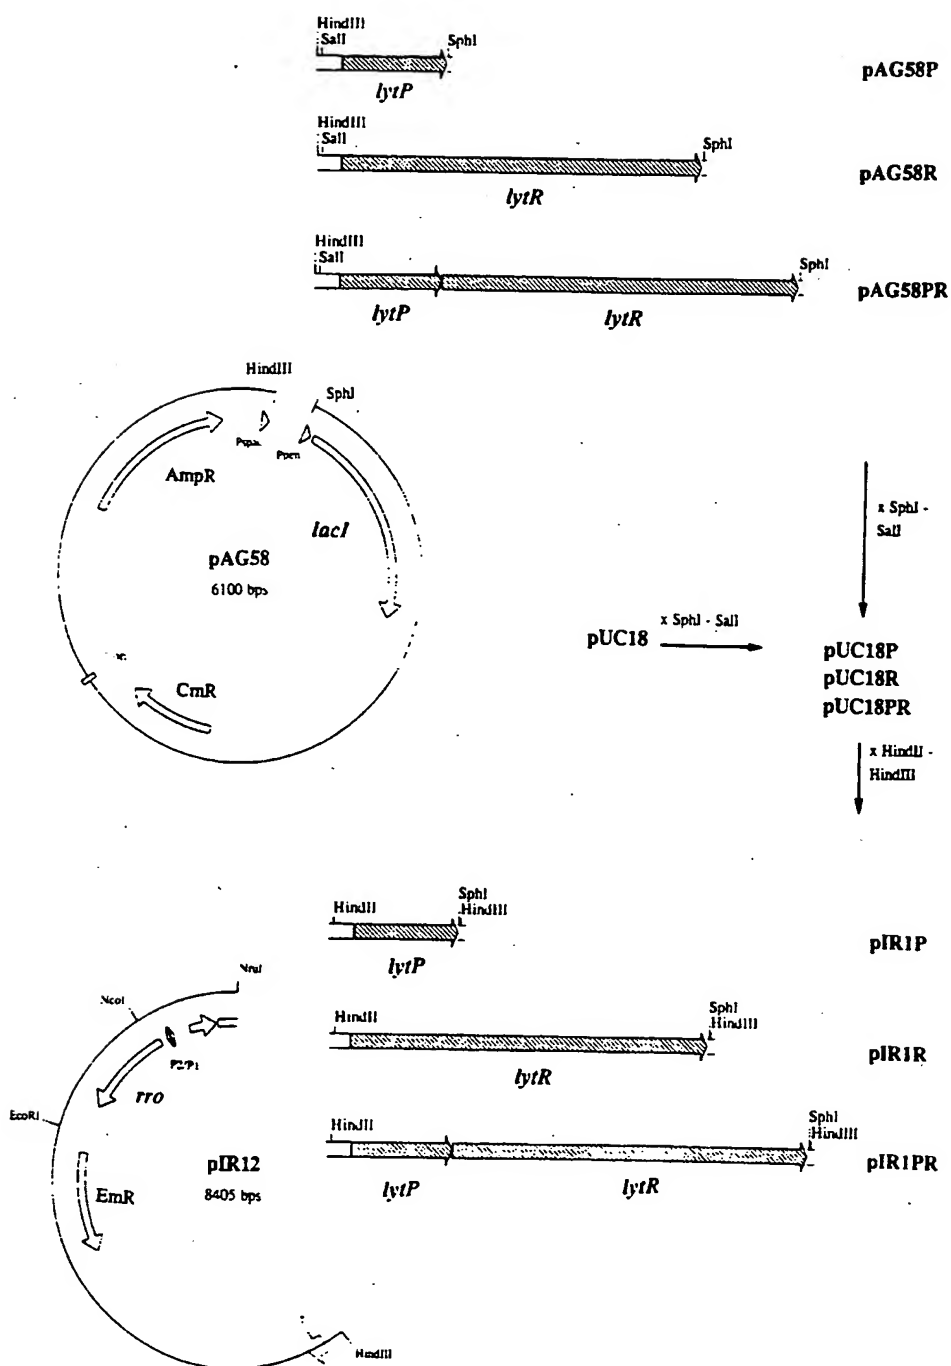 HindIII
SalI
SphI
lytP
pAG58P
HindIII
SalI
SphI
lytR
pAG58R
HindIII
SalI
SphI
lytP
lytR
pAG58PR
HindIII
SphI
Pspac
Ppen
AmpR
lacI
pAG58
6100 bps
CmR
x SphI -
SalI
pUC18
x SphI - SalI
pUC18P
pUC18R
pUC18PR
x HindII -
HindIII
HindII
SphI
HindIII
lytP
pIR1P
NruI
NcoI
P2/P1
rro
EcoRI
HindII
SphI
HindIII
lytR
pIR1R
HindII
SphI
HindIII
lytP
lytR
pIR1PR
pIR12
8405 bps
EmR
HindIII